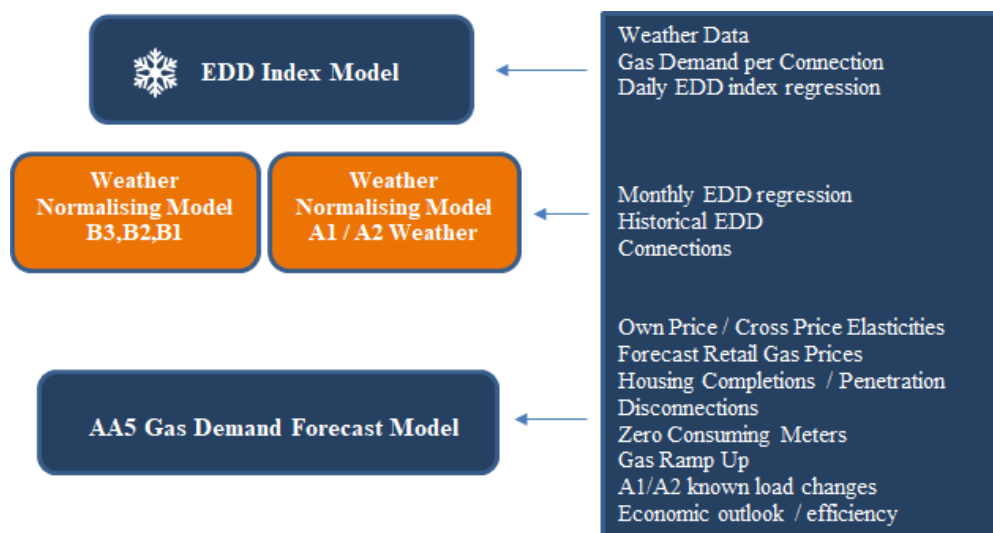 EDD Index Model
Weather Data
Gas Demand per Connection
Daily EDD index regression
Weather
Normalising Model
B3,B2,B1
Weather
Normalising Model
A1 / A2 Weather
Monthly EDD regression
Historical EDD
Connections
AA5 Gas Demand Forecast Model
Own Price / Cross Price Elasticities
Forecast Retail Gas Prices
Housing Completions / Penetration
Disconnections
Zero Consuming Meters
Gas Ramp Up
A1/A2 known load changes
Economic outlook / efficiency